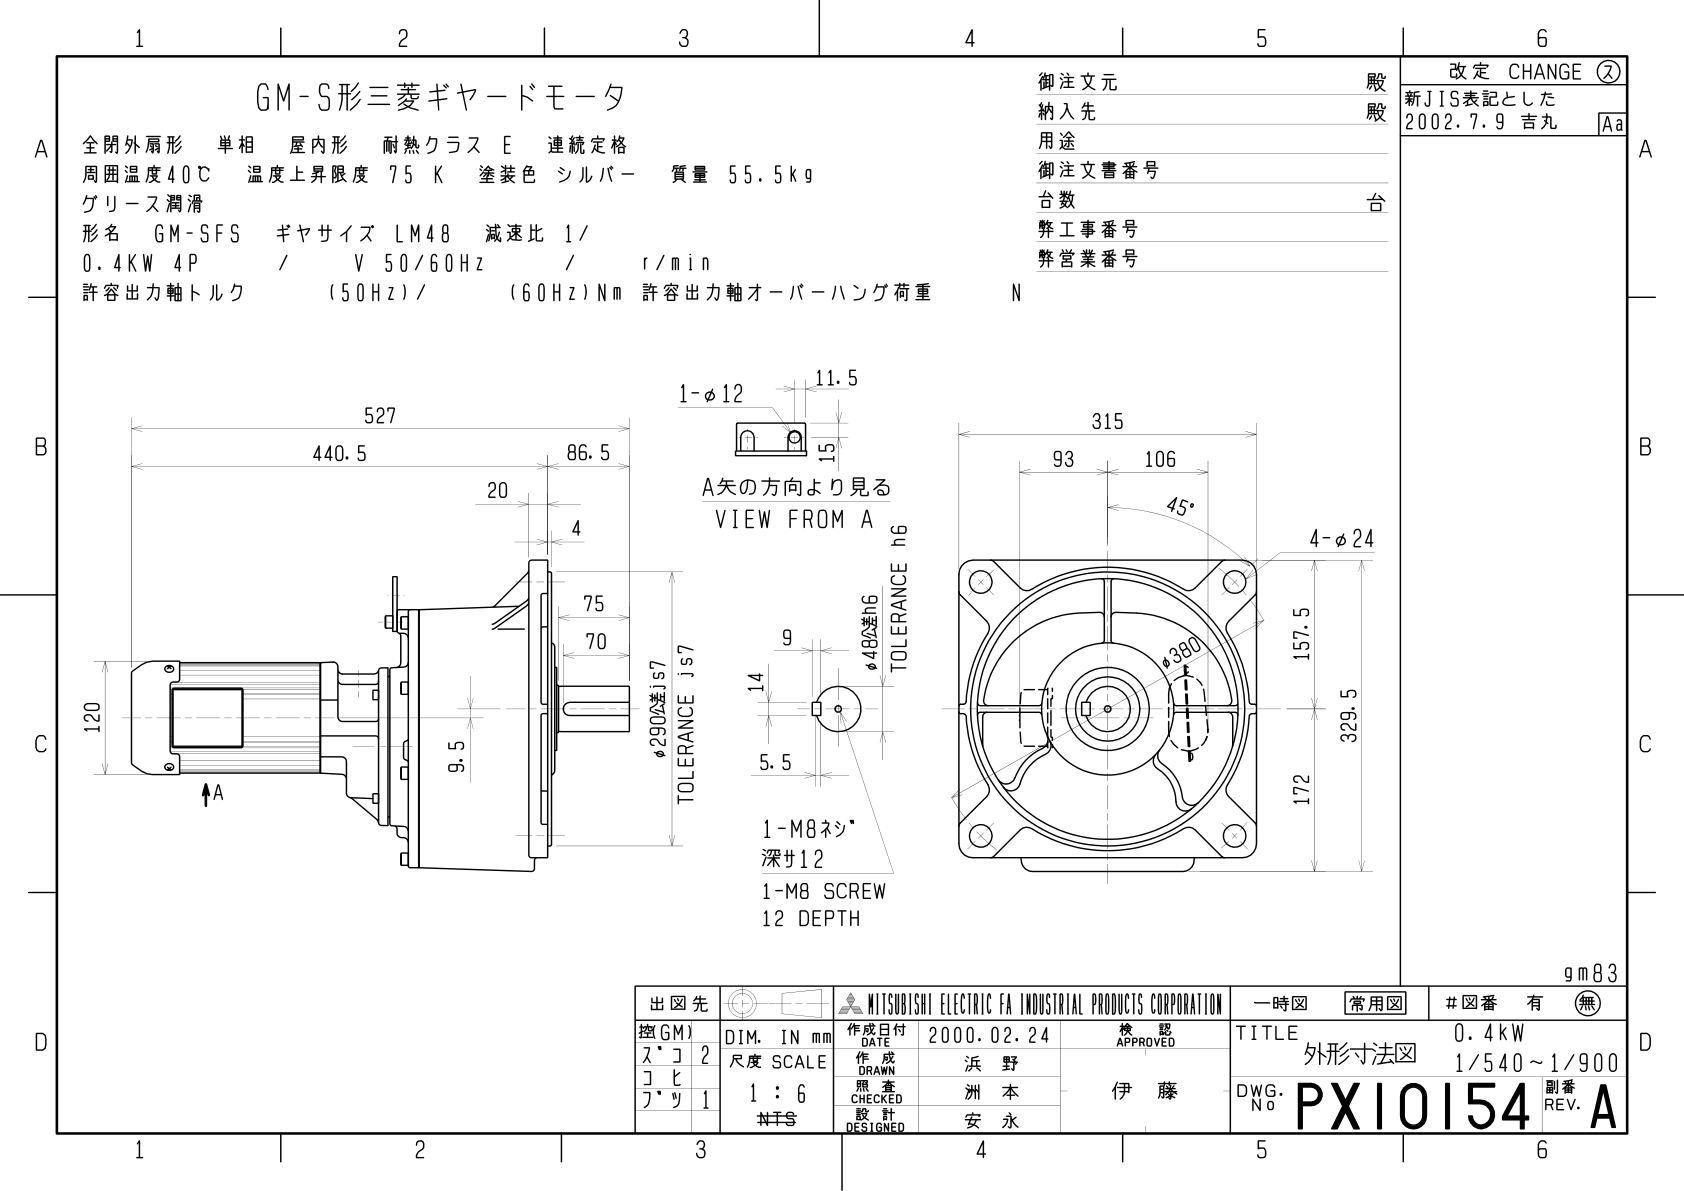 1 2 3 4 5 6
GM-S形三菱ギヤードモータ
全閉外扇形 単相 屋内形 耐熱クラス E 連続定格
周囲温度40℃ 温度上昇限度 75 K 塗装色 シルバー 質量 55.5kg
グリース潤滑
形名 GM-SFS ギヤサイズ LM48 減速比 1/
0.4KW 4P / V 50/60Hz / r/min
許容出力軸トルク (50Hz)/ (60Hz)Nm 許容出力軸オーバーハング荷重 N
御注文元 殿
納入先 殿
用途
御注文書番号
台数 台
弊工事番号
弊営業番号
改定 CHANGE ス
新JIS表記とした
2002.7.9 吉丸 Aa
A A
B B
C C
D D
527
440.5 86.5
20
4
75
70
120
9.5
A
φ290公差js7
TOLERANCE js7
1-φ12
11.5
15
A矢の方向より見る
VIEW FROM A
9
14
5.5
φ48公差h6
TOLERANCE h6
1-M8ネジ
深サ12
1-M8 SCREW
12 DEPTH
315
93 106
45°
4-φ24
φ380
157.5
329.5
172
gm83
出図先
控(GM)
ズコ 2
コヒ
ブツ 1
DIM. IN mm
尺度 SCALE
1 : 6
NTS
MITSUBISHI ELECTRIC FA INDUSTRIAL PRODUCTS CORPORATION
作成日付
DATE
2000.02.24
検 認
APPROVED
作 成
DRAWN
浜 野
照 査
CHECKED
洲 本
伊 藤
設 計
DESIGNED
安 永
一時図 常用図 #図番 有 無
TITLE
外形寸法図
0.4kW
1/540~1/900
DWG.
No
PX10154
副番
REV.
A
1 2 3 4 5 6